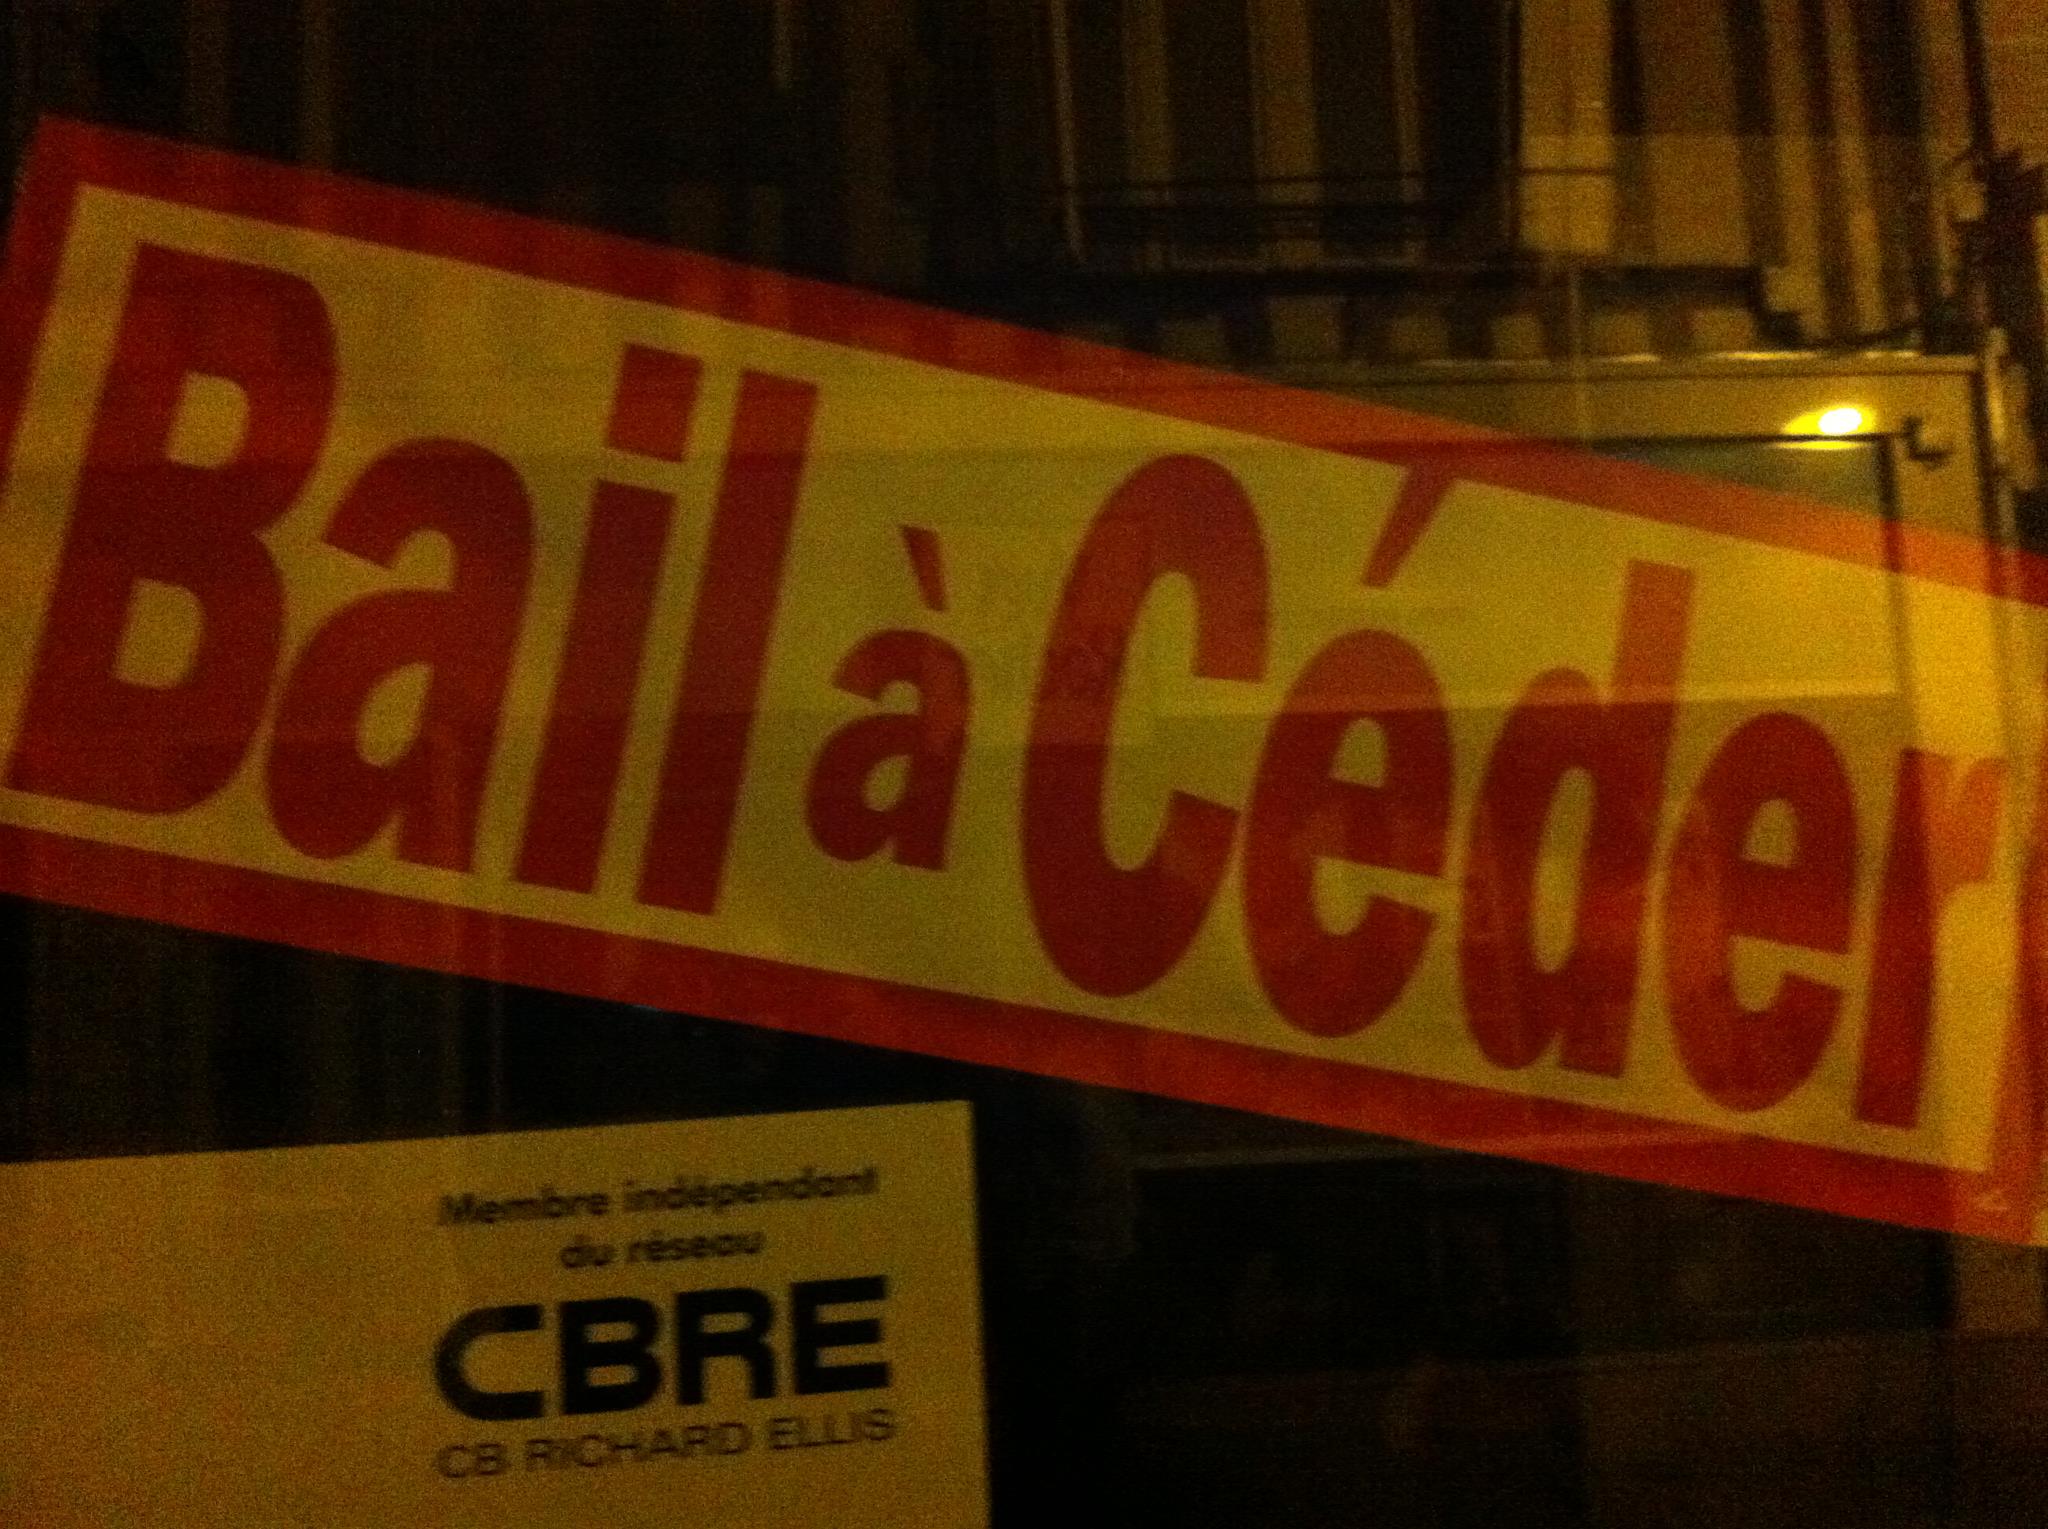 Bail à Céder
Membre indépendant
du réseau
CBRE
CB RICHARD ELLIS